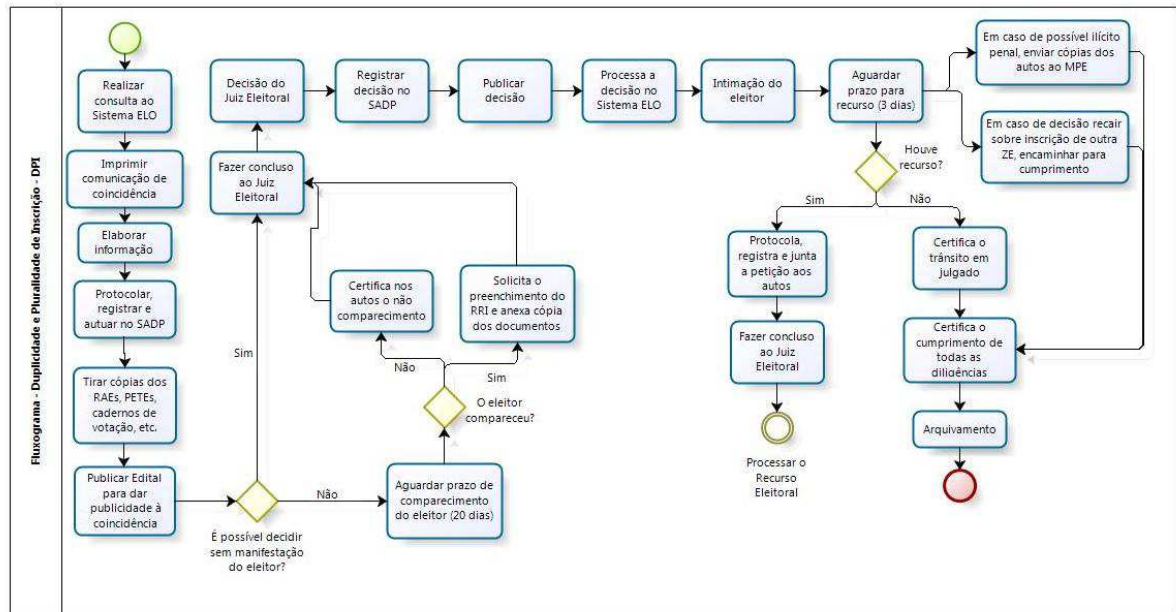 Fluxograma - Duplicidade e Pluralidade de Inscrição - DPI
Realizar
consulta ao
Sistema ELO
Imprimir
comunicação de
coincidência
Elaborar
informação
Protocolar,
registrar e
autuar no SADP
Tirar cópias dos
RAEs, PETEs,
cadernos de
votação, etc.
Publicar Edital
para dar
publicidade à
coincidência
É possível decidir
sem manifestação
do eleitor?
Sim
Não
Aguardar prazo de
comparecimento
do eleitor (20 dias)
O eleitor
compareceu?
Não
Sim
Certifica nos
autos o não
comparecimento
Solicita o
preenchimento do
RRI e anexa cópia
dos documentos
Fazer concluso
ao Juiz
Eleitoral
Decisão do
Juiz Eleitoral
Registrar
decisão no
SADP
Publicar
decisão
Processa a
decisão no
Sistema ELO
Intimação do
eleitor
Aguardar
prazo para
recurso (3 dias)
Em caso de possível ilícito
penal, enviar cópias dos
autos ao MPE
Em caso de decisão recair
sobre inscrição de outra
ZE, encaminhar para
cumprimento
Houve
recurso?
Sim
Não
Protocola,
registra e junta
a petição aos
autos
Fazer concluso
ao Juiz
Eleitoral
Processar o
Recurso
Eleitoral
Certifica o
trânsito em
julgado
Certifica o
cumprimento de
todas as
diligências
Arquivamento